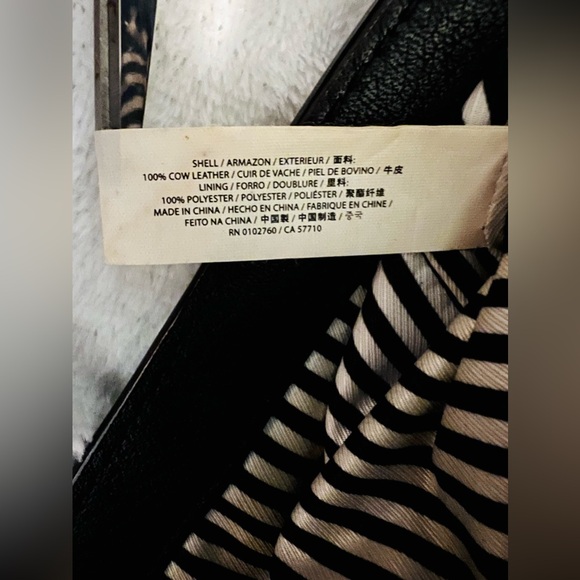 SHELL / ARMAZON / EXTERIEUR / 面料:
100% COW LEATHER / CUIR DE VACHE / PIEL DE BOVINO / 牛皮
LINING / FORRO / DOUBLURE / 里料:
100% POLYESTER / POLYESTER / POLIÉSTER / 聚酯纤维
MADE IN CHINA / HECHO EN CHINA / FABRIQUE EN CHINE /
FEITO NA CHINA / 中国製 / 中国制造 / 중국
RN 0102760 / CA 57710